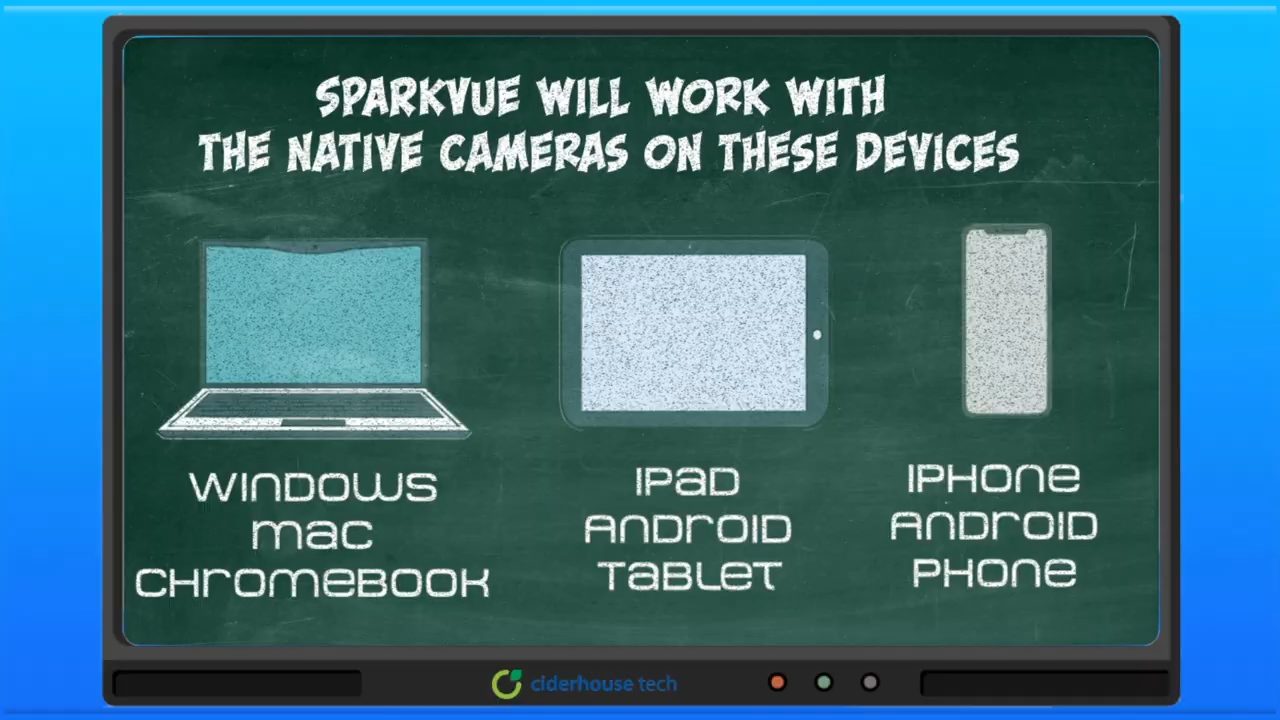 SPARKVUE WILL WORK WITH
THE NATIVE CAMERAS ON THESE DEVICES
WINDOWS
MAC
CHROMEBOOK
IPAD
ANDROID
TABLET
IPHONE
ANDROID
PHONE
ciderhouse tech